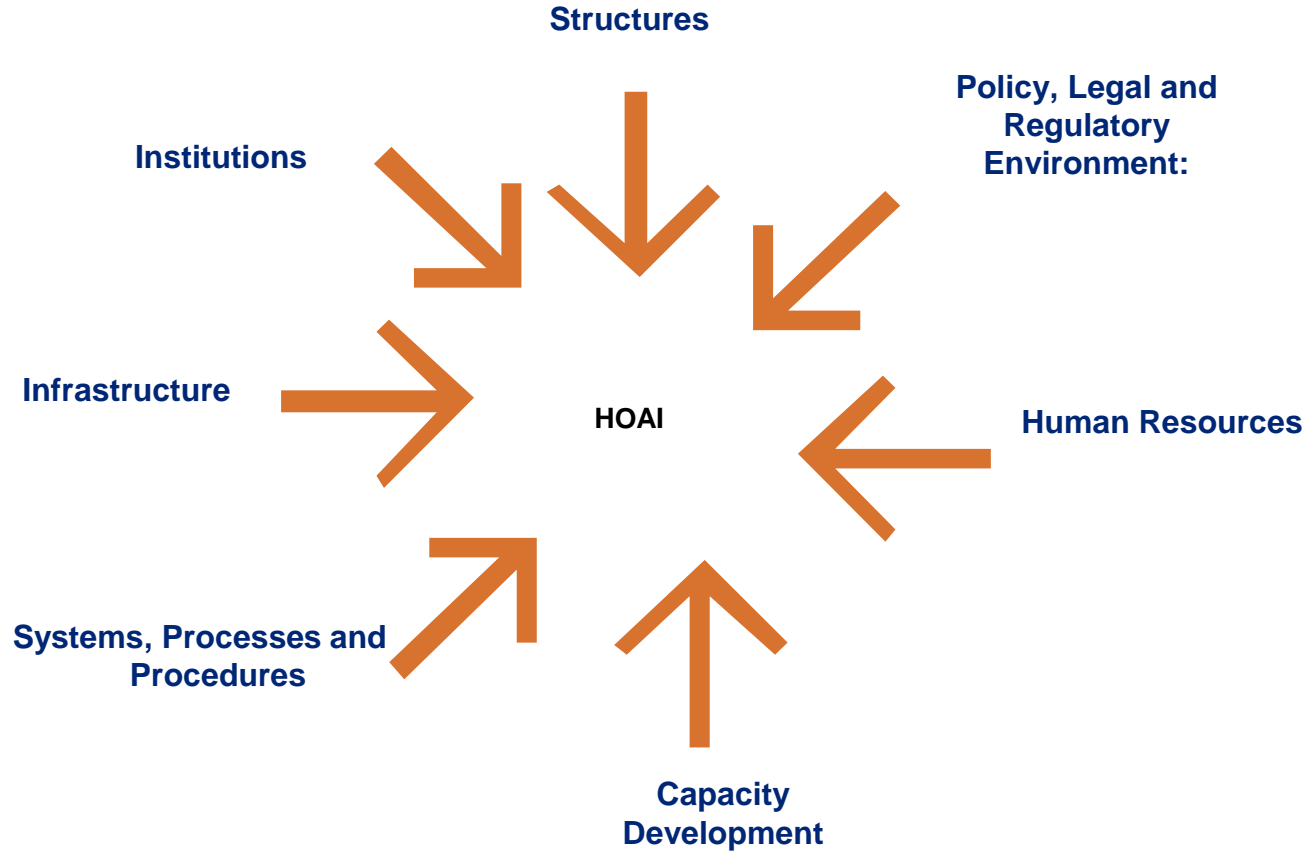 Structures
Policy, Legal and
Regulatory
Environment:
Institutions
Infrastructure
HOAI
Human Resources
Systems, Processes and
Procedures
Capacity
Development